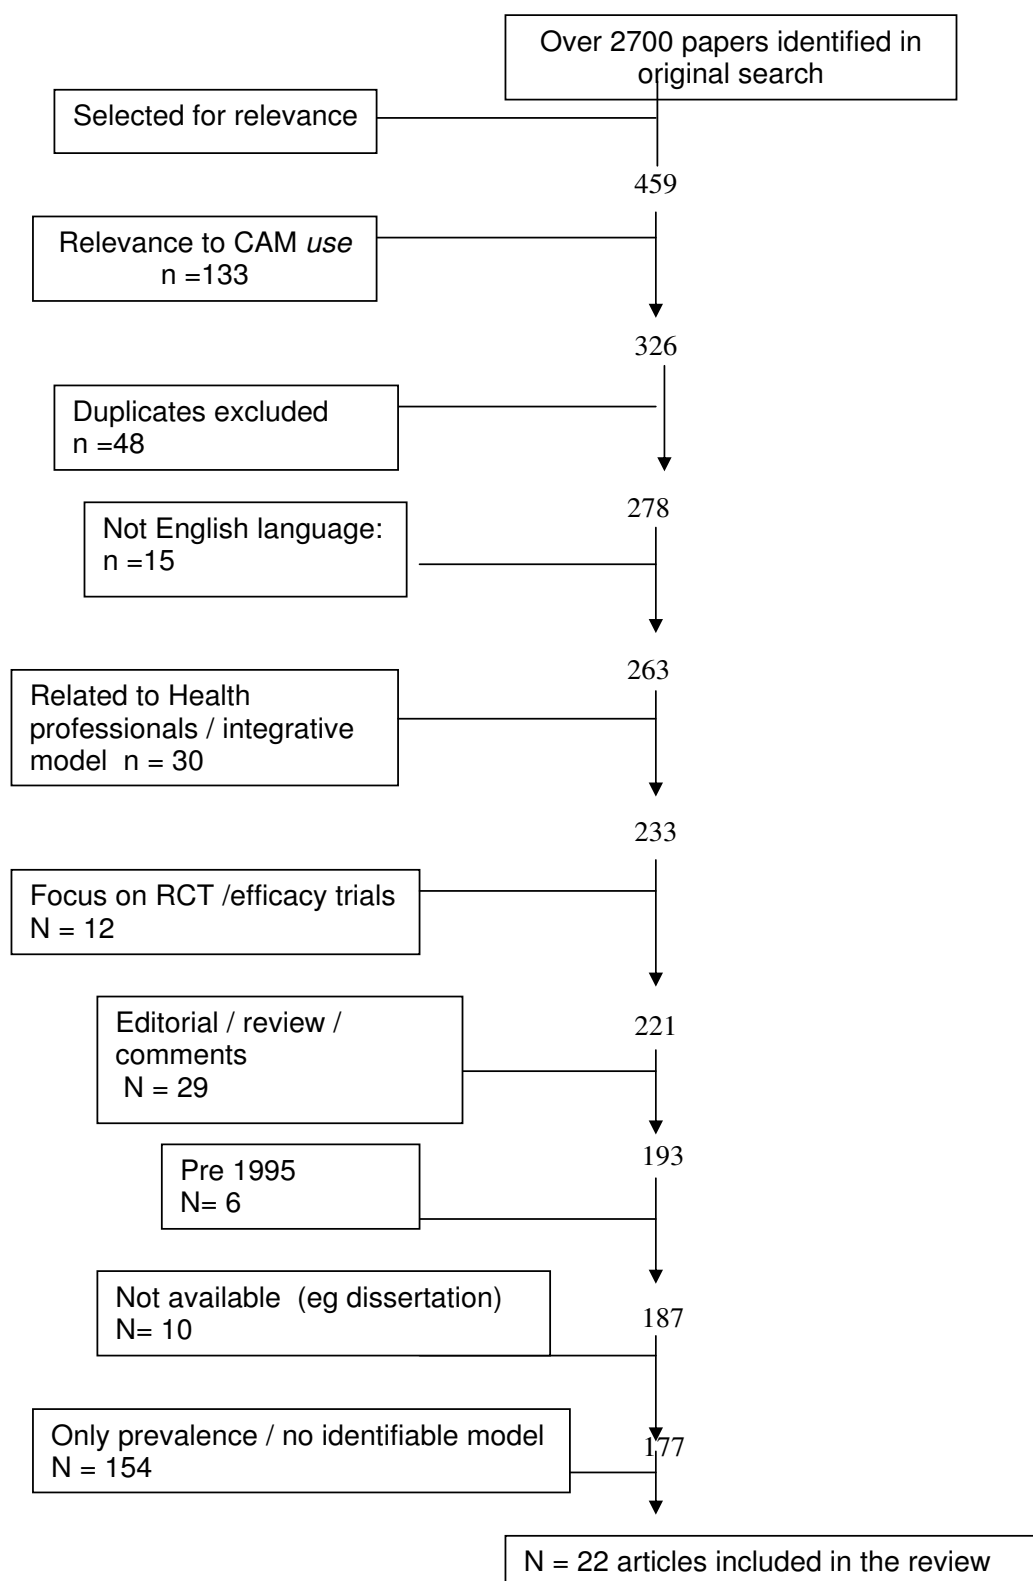 Over 2700 papers identified in
original search
Selected for relevance
459
Relevance to CAM use
n =133
326
Duplicates excluded
n =48
278
Not English language:
n =15
263
Related to Health
professionals / integrative
model n = 30
233
Focus on RCT /efficacy trials
N = 12
221
Editorial / review /
comments
N = 29
193
Pre 1995
N= 6
187
Not available (eg dissertation)
N= 10
177
Only prevalence / no identifiable model
N = 154
N = 22 articles included in the review